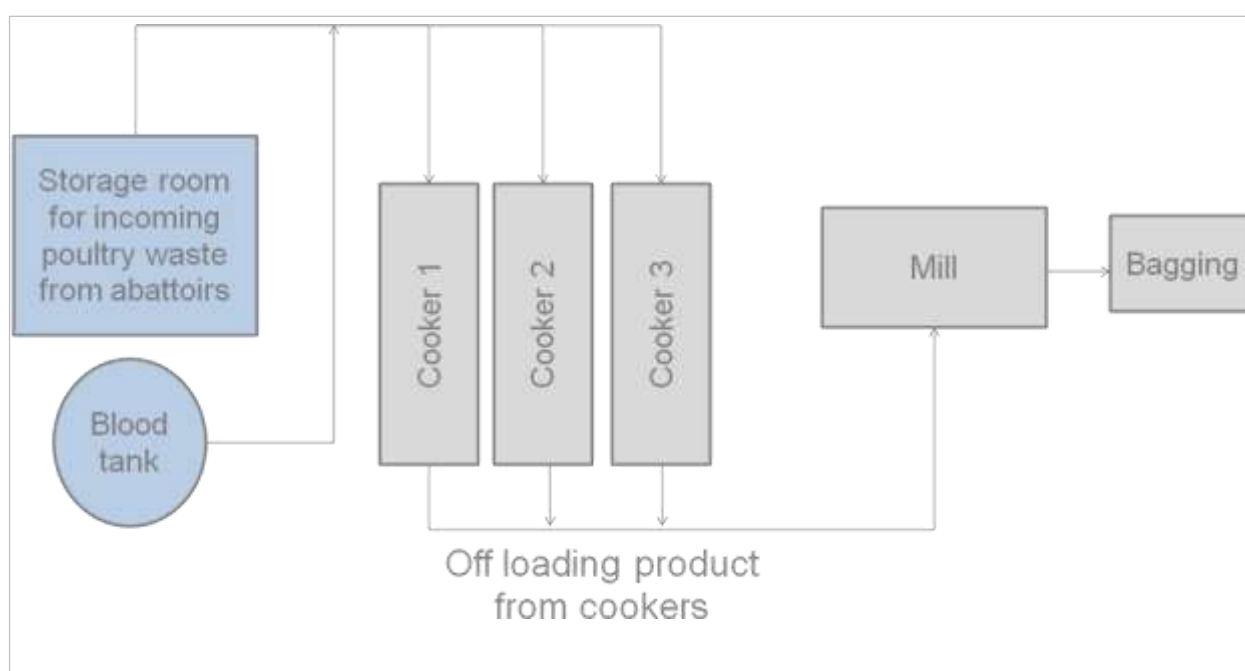 Storage room
for incoming
poultry waste
from abattoirs
Blood
tank
Cooker 1
Cooker 2
Cooker 3
Mill
Bagging
Off loading product
from cookers